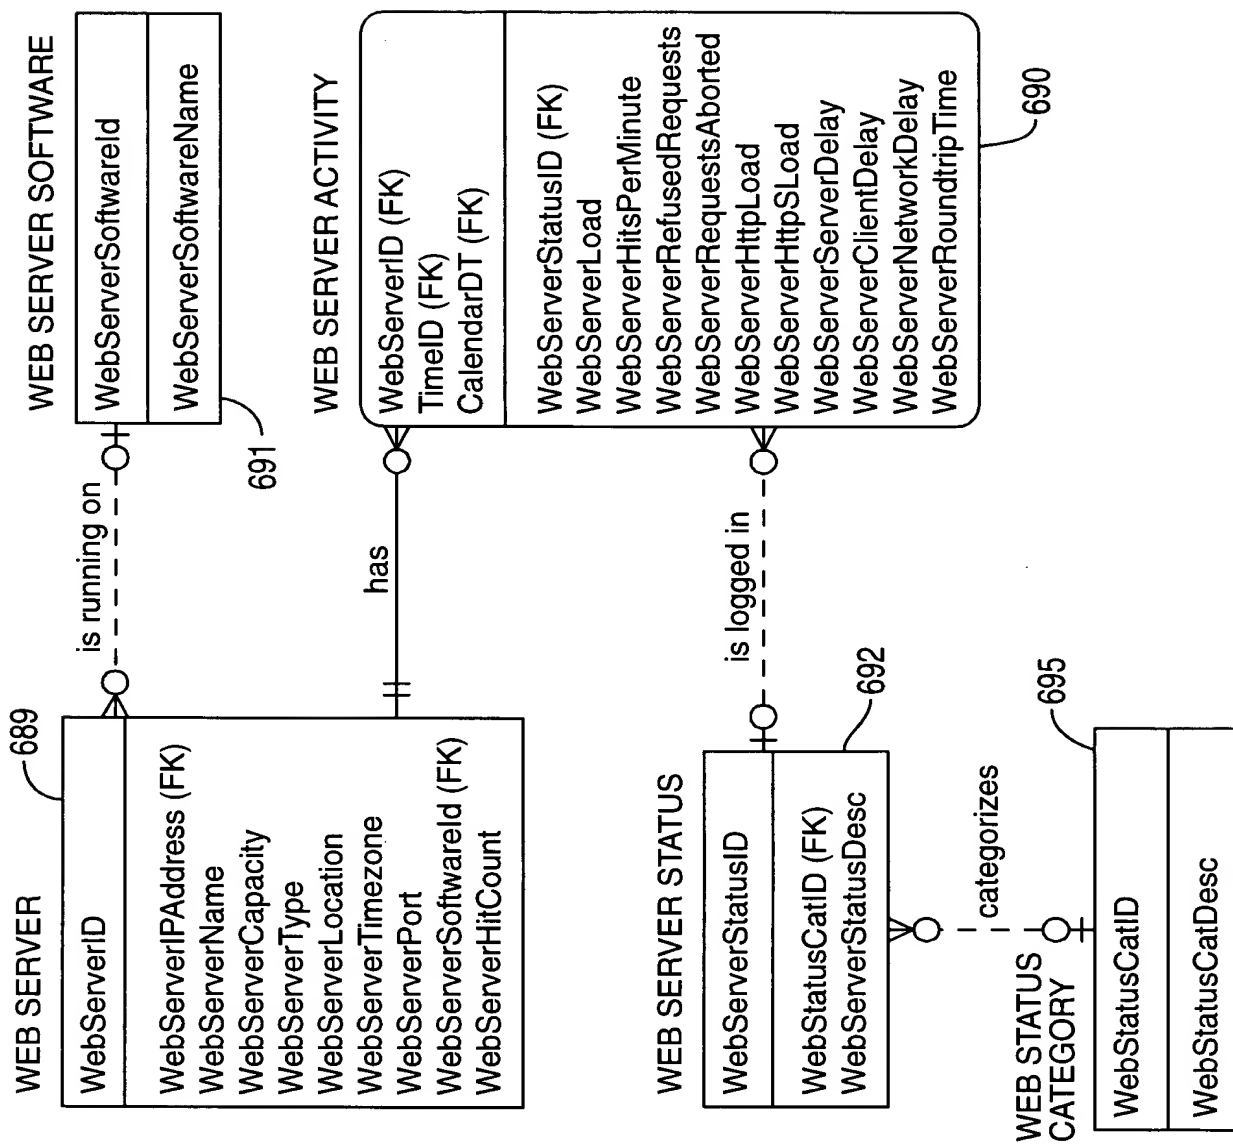 WEB SERVER
689
WebServerID
WebServerIPAddress (FK)
WebServerName
WebServerCapacity
WebServerType
WebServerLocation
WebServerTimezone
WebServerPort
WebServerSoftwareId (FK)
WebServerHitCount
is running on
WEB SERVER SOFTWARE
WebServerSoftwareId
WebServerSoftwareName
691
has
WEB SERVER ACTIVITY
WebServerID (FK)
TimeID (FK)
CalendarDT (FK)
WebServerStatusID (FK)
WebServerLoad
WebServerHitsPerMinute
WebServerRefusedRequests
WebServerRequestsAborted
WebServerHttpLoad
WebServerHttpSLoad
WebServerServerDelay
WebServerClientDelay
WebServerNetworkDelay
WebServerRoundtripTime
690
WEB SERVER STATUS
WebServerStatusID
WebStatusCatID (FK)
WebServerStatusDesc
692
is logged in
categorizes
WEB STATUS
CATEGORY
695
WebStatusCatID
WebStatusCatDesc